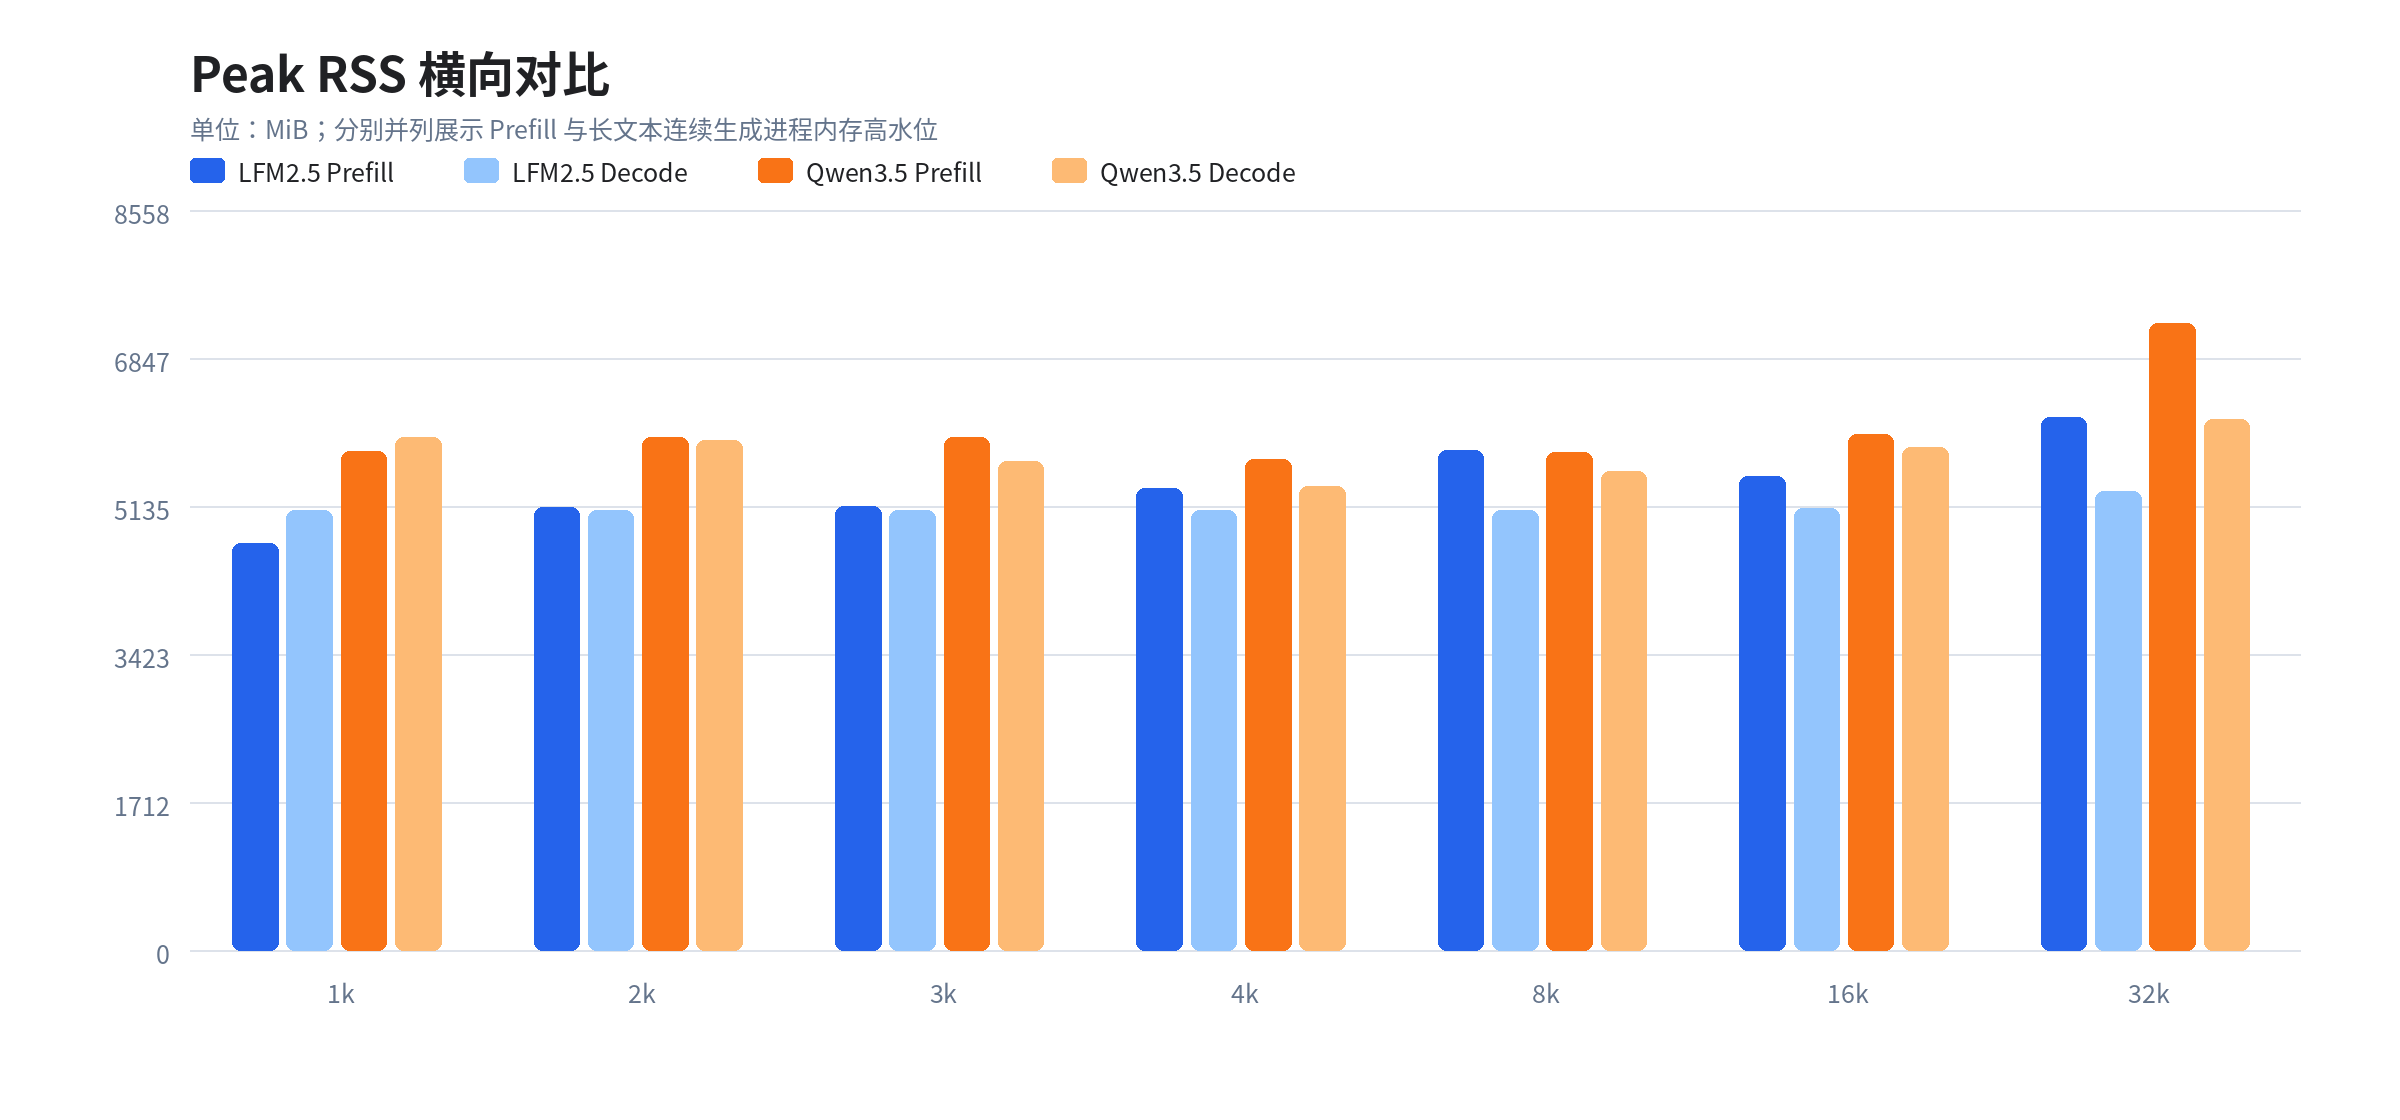 Peak RSS 横向对比
单位：MiB；分别并列展示 Prefill 与长文本连续生成进程内存高水位
LFM2.5 Prefill LFM2.5 Decode Qwen3.5 Prefill Qwen3.5 Decode
8558
6847
5135
3423
1712
0
1k 2k 3k 4k 8k 16k 32k